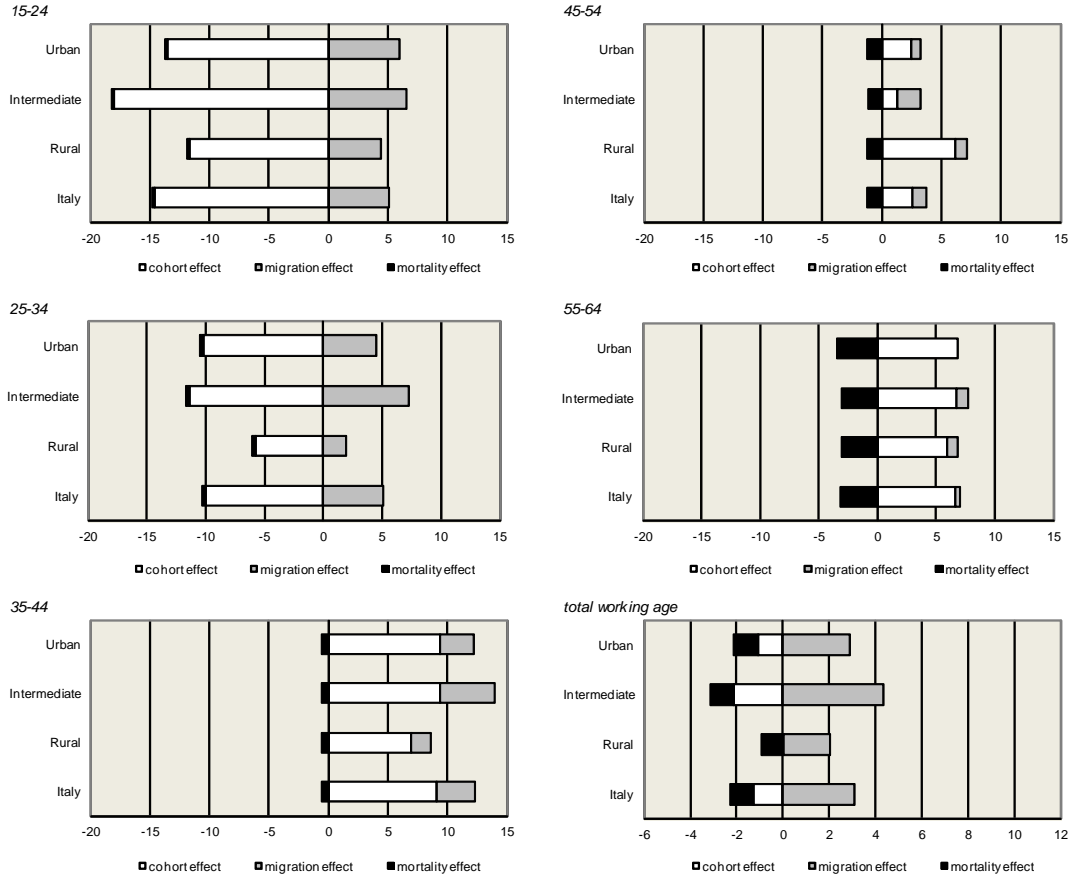 15-24
Urban
Intermediate
Rural
Italy
-20 -15 -10 -5 0 5 10 15
cohort effect migration effect mortality effect
45-54
Urban
Intermediate
Rural
Italy
-20 -15 -10 -5 0 5 10 15
cohort effect migration effect mortality effect
25-34
Urban
Intermediate
Rural
Italy
-20 -15 -10 -5 0 5 10 15
cohort effect migration effect mortality effect
55-64
Urban
Intermediate
Rural
Italy
-20 -15 -10 -5 0 5 10 15
cohort effect migration effect mortality effect
35-44
Urban
Intermediate
Rural
Italy
-20 -15 -10 -5 0 5 10 15
cohort effect migration effect mortality effect
total working age
Urban
Intermediate
Rural
Italy
-6 -4 -2 0 2 4 6 8 10 12
cohort effect migration effect mortality effect